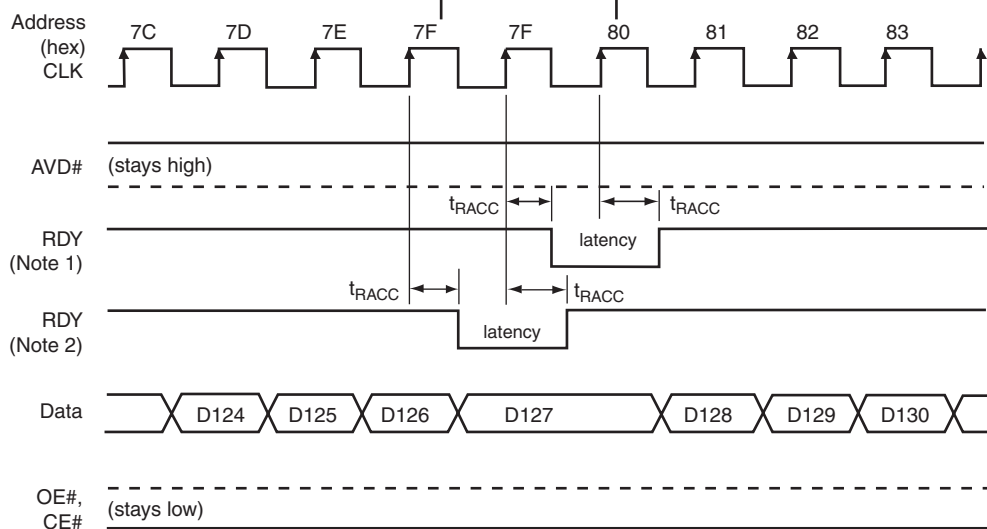 Address
(hex)
CLK
7C 7D 7E 7F 7F 80 81 82 83
AVD#
(stays high)
tRACC tRACC
RDY
(Note 1)
latency
tRACC tRACC
RDY
(Note 2)
latency
Data
D124 D125 D126 D127 D128 D129 D130
OE#,
CE#
(stays low)